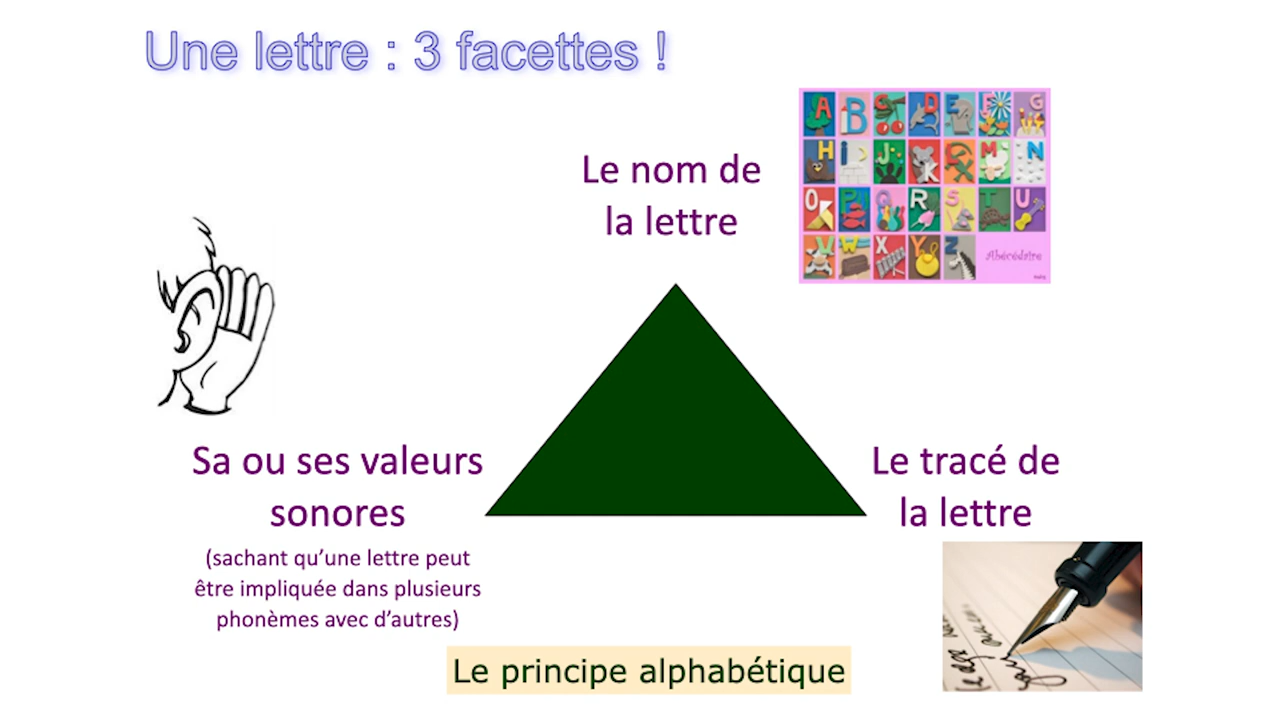 Une lettre : 3 facettes !
Le nom de
la lettre
A B C D E F G
H I J K L M N
O P Q R S T U
V W X Y Z Abécédaire
Sa ou ses valeurs
sonores
(sachant qu’une lettre peut
être impliquée dans plusieurs
phonèmes avec d’autres)
Le tracé de
la lettre
Le principe alphabétique